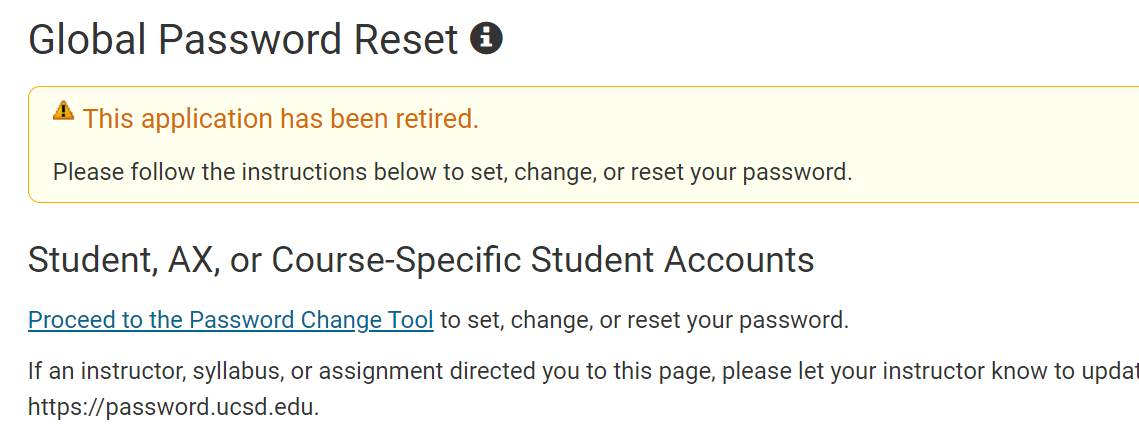 Global Password Reset
This application has been retired.
Please follow the instructions below to set, change, or reset your password.
Student, AX, or Course-Specific Student Accounts
Proceed to the Password Change Tool to set, change, or reset your password.
If an instructor, syllabus, or assignment directed you to this page, please let your instructor know to
https://password.ucsd.edu.